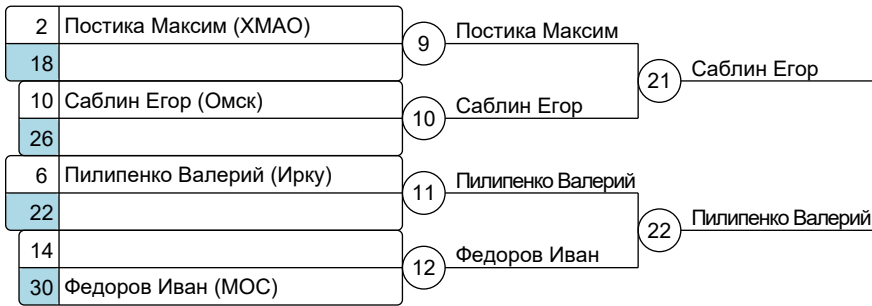 2 Постика Максим (ХМАО)
18
9 Постика Максим
10 Саблин Егор (Омск)
26
10 Саблин Егор
21 Саблин Егор
6 Пилипенко Валерий (Ирку)
22
11 Пилипенко Валерий
14
30 Федоров Иван (МОС)
12 Федоров Иван
22 Пилипенко Валерий